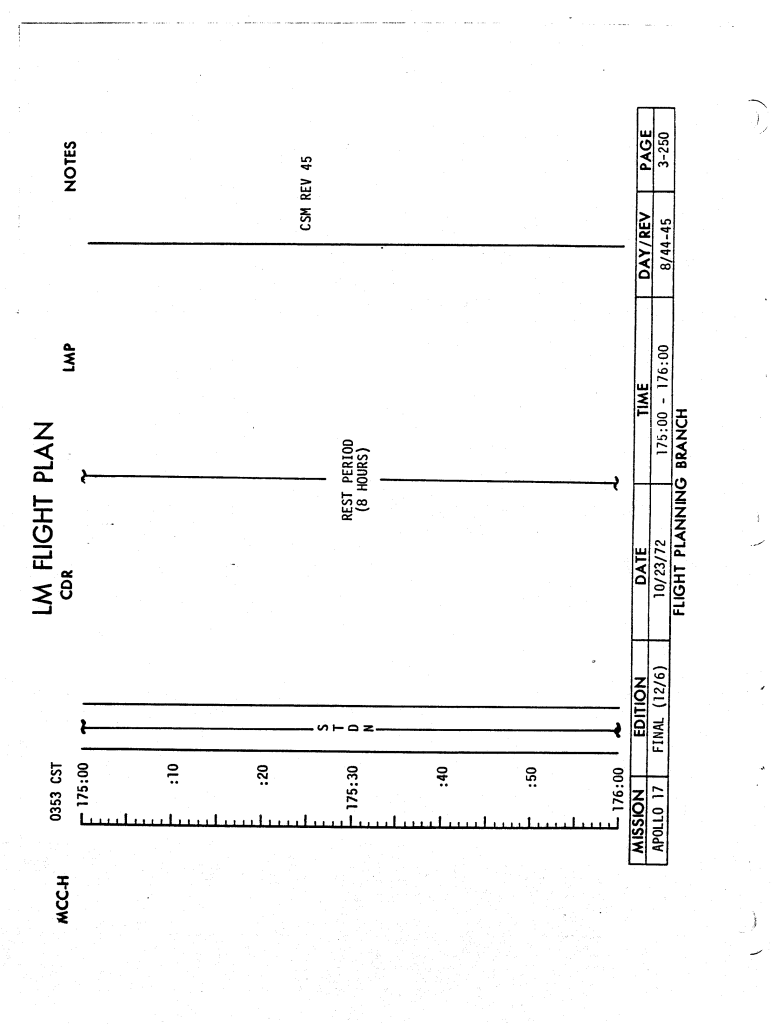 LM FLIGHT PLAN
MCC-H 0353 CST CDR LMP NOTES
175:00
:10
:20
CSM REV 45
S
T
D
N
175:30
REST PERIOD
(8 HOURS)
:40
:50
176:00
MISSION EDITION DATE TIME DAY/REV PAGE
APOLLO 17 FINAL (12/6) 10/23/72 175:00 - 176:00 8/44-45 3-250
FLIGHT PLANNING BRANCH